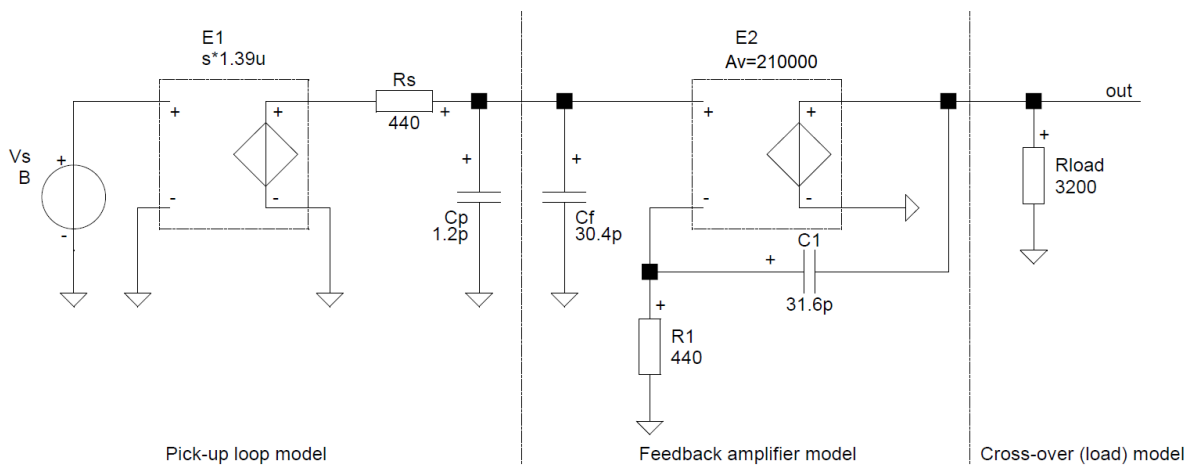 E1
s*1.39u
E2
Av=210000
Rs
440
out
Vs
B
Cp
1.2p
Cf
30.4p
Rload
3200
C1
31.6p
R1
440
+
-
+
-
+
-
+
+
+
+
-
+
-
+
+
+
Pick-up loop model
Feedback amplifier model
Cross-over (load) model